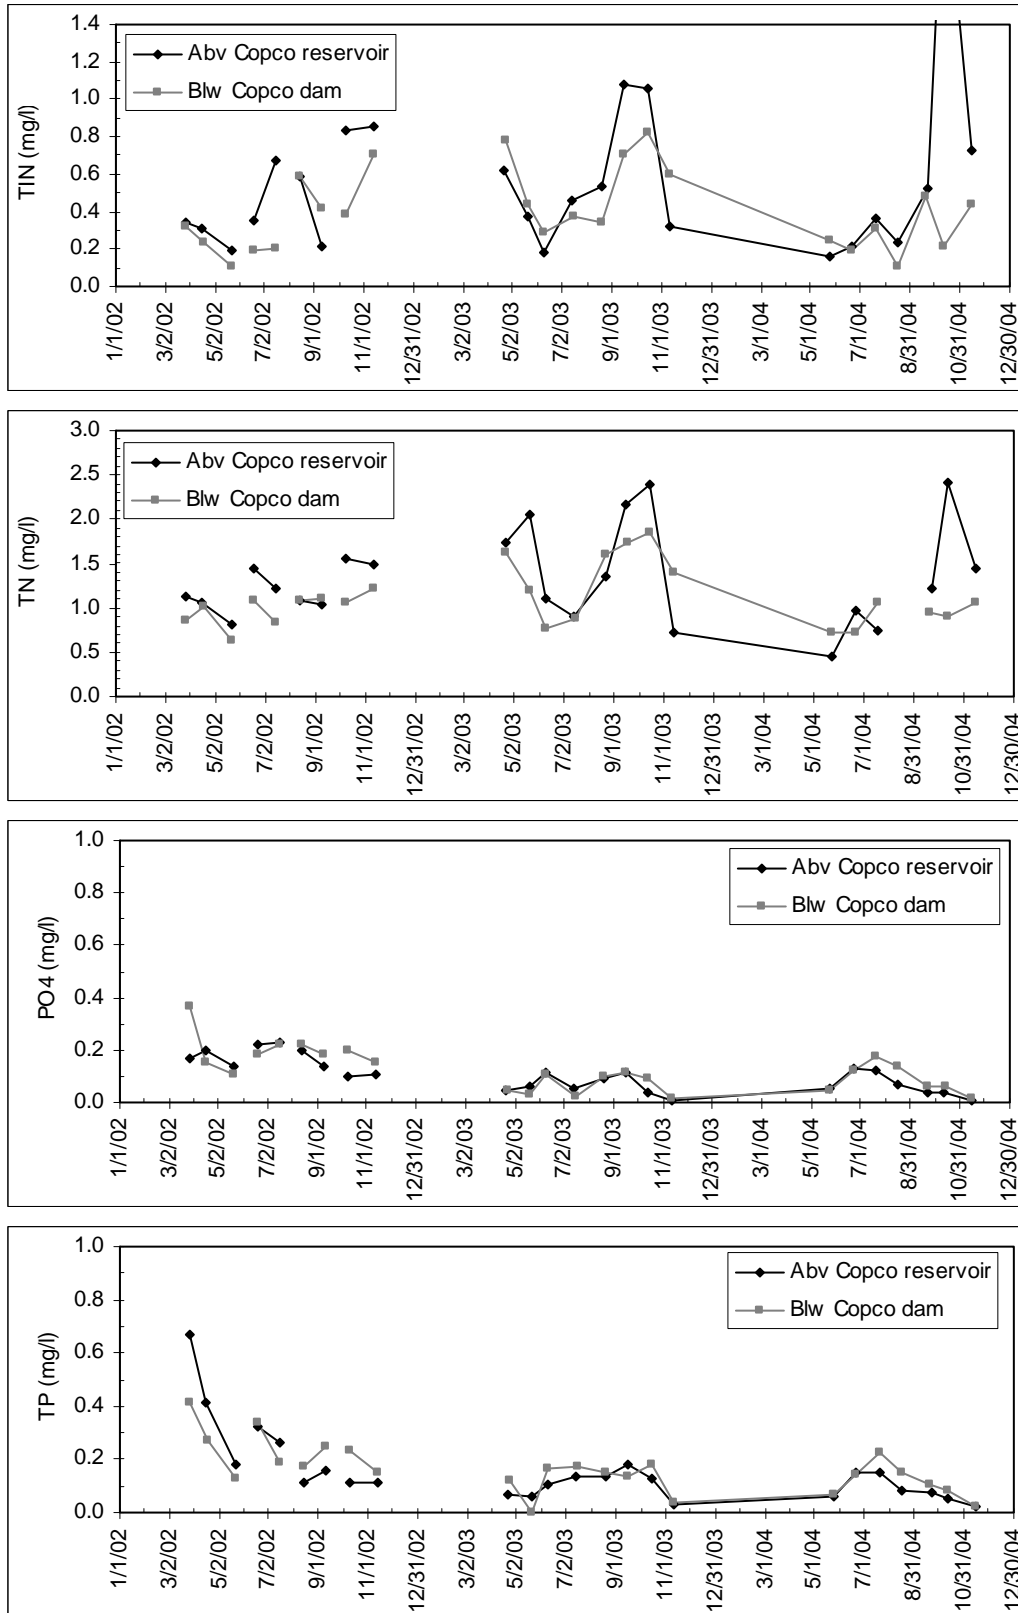 1.4
1.2
1.0
0.8
0.6
0.4
0.2
0.0
TIN (mg/l)
Abv Copco reservoir
Blw Copco dam
1/1/02 3/2/02 5/2/02 7/2/02 9/1/02 11/1/02 12/31/02 3/2/03 5/2/03 7/2/03 9/1/03 11/1/03 12/31/03 3/1/04 5/1/04 7/1/04 8/31/04 10/31/04 12/30/04
3.0
2.5
2.0
1.5
1.0
0.5
0.0
TN (mg/l)
Abv Copco reservoir
Blw Copco dam
1/1/02 3/2/02 5/2/02 7/2/02 9/1/02 11/1/02 12/31/02 3/2/03 5/2/03 7/2/03 9/1/03 11/1/03 12/31/03 3/1/04 5/1/04 7/1/04 8/31/04 10/31/04 12/30/04
1.0
0.8
0.6
0.4
0.2
0.0
PO4 (mg/l)
Abv Copco reservoir
Blw Copco dam
1/1/02 3/2/02 5/2/02 7/2/02 9/1/02 11/1/02 12/31/02 3/2/03 5/2/03 7/2/03 9/1/03 11/1/03 12/31/03 3/1/04 5/1/04 7/1/04 8/31/04 10/31/04 12/30/04
1.0
0.8
0.6
0.4
0.2
0.0
TP (mg/l)
Abv Copco reservoir
Blw Copco dam
1/1/02 3/2/02 5/2/02 7/2/02 9/1/02 11/1/02 12/31/02 3/2/03 5/2/03 7/2/03 9/1/03 11/1/03 12/31/03 3/1/04 5/1/04 7/1/04 8/31/04 10/31/04 12/30/04